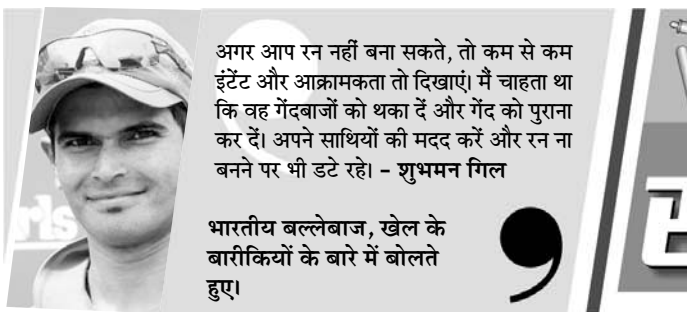 अगर आप रन नहीं बना सकते, तो कम से कम
इंटेंट और आक्रामकता तो दिखाएं। मैं चाहता था
कि वह गेंदबाजों को थका दें और गेंद को पुराना
कर दें। अपने साथियों की मदद करें और रन ना
बनने पर भी डटे रहे। - शुभमन गिल
भारतीय बल्लेबाज, खेल के
बारीकियों के बारे में बोलते
हुए।